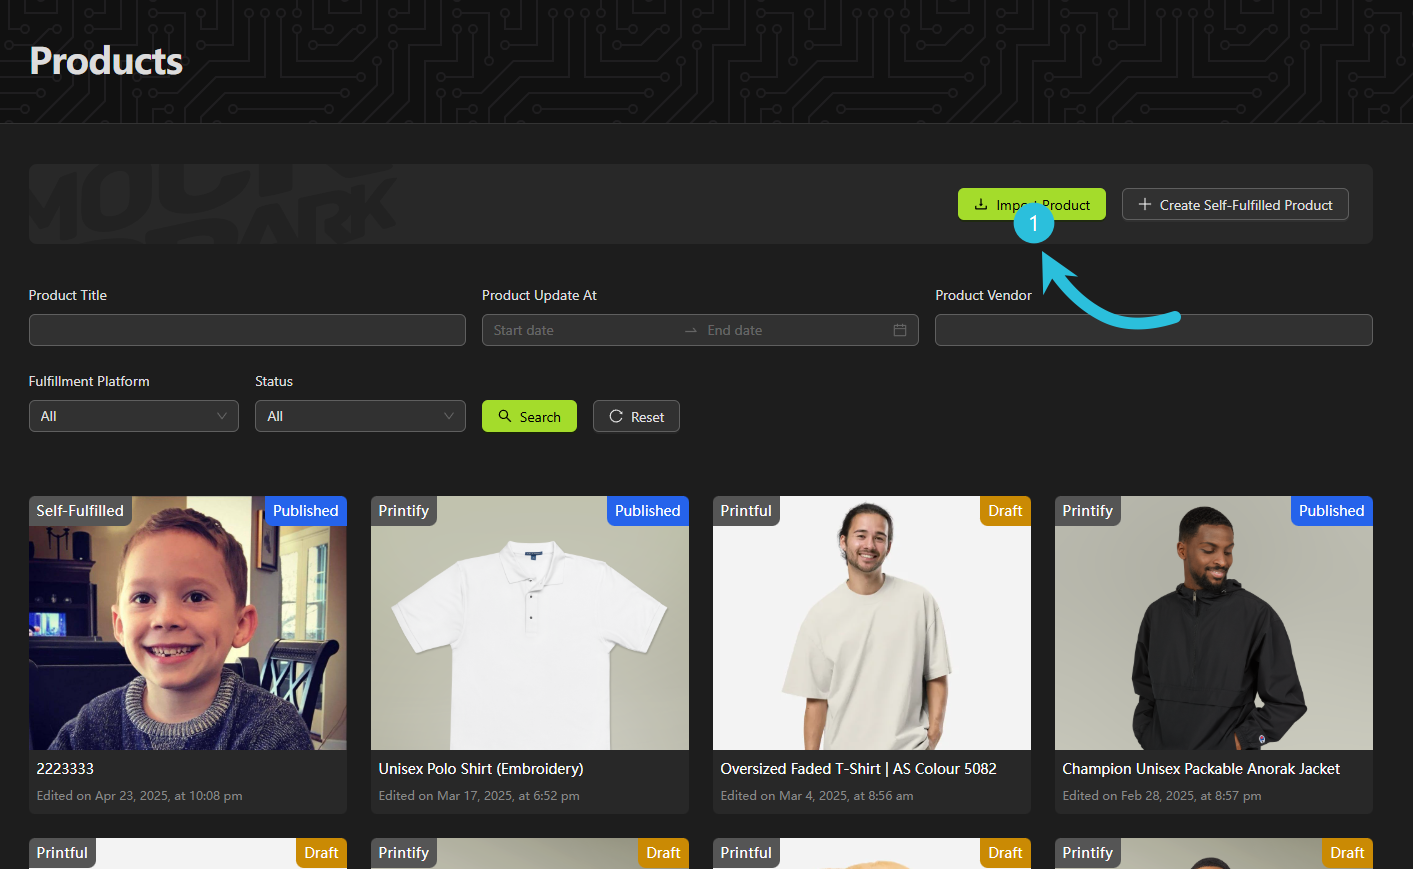 Products
Import Product
1
Create Self-Fulfilled Product
Product Title
Product Update At
Product Vendor
Start date
End date
Fulfillment Platform
Status
All
All
Search
Reset
Self-Fulfilled
Published
Printify
Published
Printful
Draft
Printify
Published
2223333
Unisex Polo Shirt (Embroidery)
Oversized Faded T-Shirt | AS Colour 5082
Champion Unisex Packable Anorak Jacket
Edited on Apr 23, 2025, at 10:08 pm
Edited on Mar 17, 2025, at 6:52 pm
Edited on Mar 4, 2025, at 8:56 am
Edited on Feb 28, 2025, at 8:57 pm
Printful
Draft
Printify
Draft
Printful
Draft
Printify
Draft